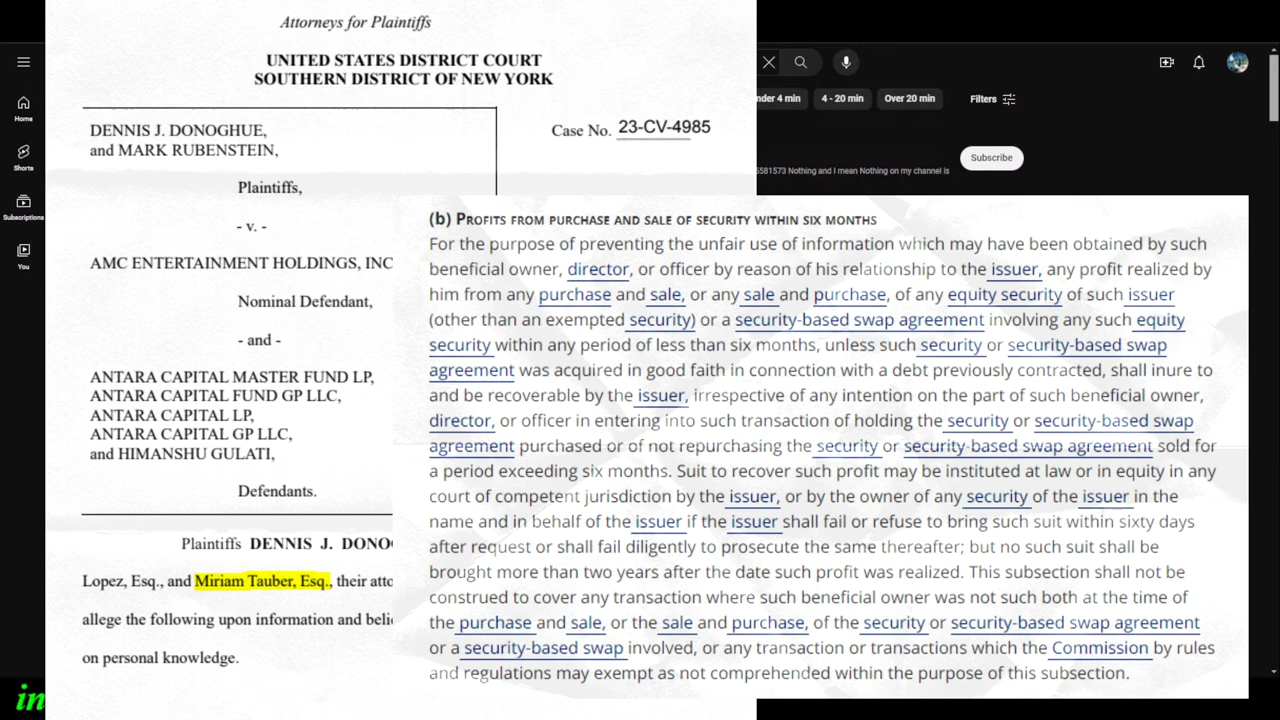 Attorneys for Plaintiffs
UNITED STATES DISTRICT COURT
SOUTHERN DISTRICT OF NEW YORK
DENNIS J. DONOGHUE,
and MARK RUBENSTEIN,
Case No. 23-CV-4985
Plaintiffs,
- v. -
AMC ENTERTAINMENT HOLDINGS, INC
Nominal Defendant,
- and -
ANTARA CAPITAL MASTER FUND LP,
ANTARA CAPITAL FUND GP LLC,
ANTARA CAPITAL LP,
ANTARA CAPITAL GP LLC,
and HIMANSHU GULATI,
Defendants.
Plaintiffs DENNIS J. DONO
Lopez, Esq., and Miriam Tauber, Esq., their atto
allege the following upon information and beli
on personal knowledge.
(b) PROFITS FROM PURCHASE AND SALE OF SECURITY WITHIN SIX MONTHS
For the purpose of preventing the unfair use of information which may have been obtained by such
beneficial owner, director, or officer by reason of his relationship to the issuer, any profit realized by
him from any purchase and sale, or any sale and purchase, of any equity security of such issuer
(other than an exempted security) or a security-based swap agreement involving any such equity
security within any period of less than six months, unless such security or security-based swap
agreement was acquired in good faith in connection with a debt previously contracted, shall inure to
and be recoverable by the issuer, irrespective of any intention on the part of such beneficial owner,
director, or officer in entering into such transaction of holding the security or security-based swap
agreement purchased or of not repurchasing the security or security-based swap agreement sold for
a period exceeding six months. Suit to recover such profit may be instituted at law or in equity in any
court of competent jurisdiction by the issuer, or by the owner of any security of the issuer in the
name and in behalf of the issuer if the issuer shall fail or refuse to bring such suit within sixty days
after request or shall fail diligently to prosecute the same thereafter; but no such suit shall be
brought more than two years after the date such profit was realized. This subsection shall not be
construed to cover any transaction where such beneficial owner was not such both at the time of
the purchase and sale, or the sale and purchase, of the security or security-based swap agreement
or a security-based swap involved, or any transaction or transactions which the Commission by rules
and regulations may exempt as not comprehended within the purpose of this subsection.
Home
Shorts
Subscriptions
You
nder 4 min
4 - 20 min
Over 20 min
Filters
5581573 Nothing and I mean Nothing on my channel is
Subscribe
in